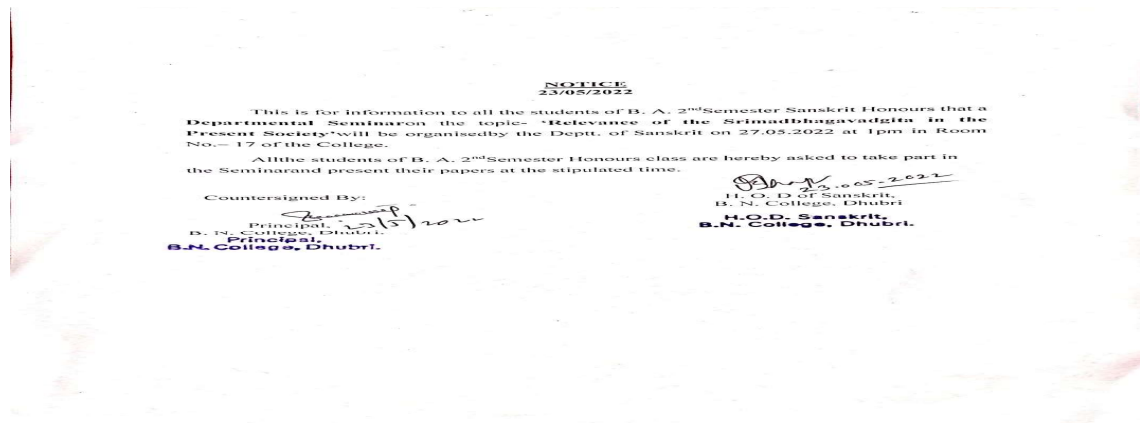 NOTICE
23/05/2022
This is for information to all the students of B. A. 2ndSemester Sanskrit Honours that a
Departmental Seminaron the topic- 'Relevance of the Srimadbhagavadgita in the
Present Society'will be organisedby the Deptt. of Sanskrit on 27.05.2022 at 1pm in Room
No.– 17 of the College.
Allthe students of B. A. 2ndSemester Honours class are hereby asked to take part in
the Seminarand present their papers at the stipulated time.
23.005.2022
Countersigned By:
H. O. D of Sanskrit,
B. N. College, Dhubri
H.O.D. Sanskrit,
B.N. College, Dhubri.
Principal, 23/5/2022
B. N. College, Dhubri.
Principal,
B.N. College, Dhubri.